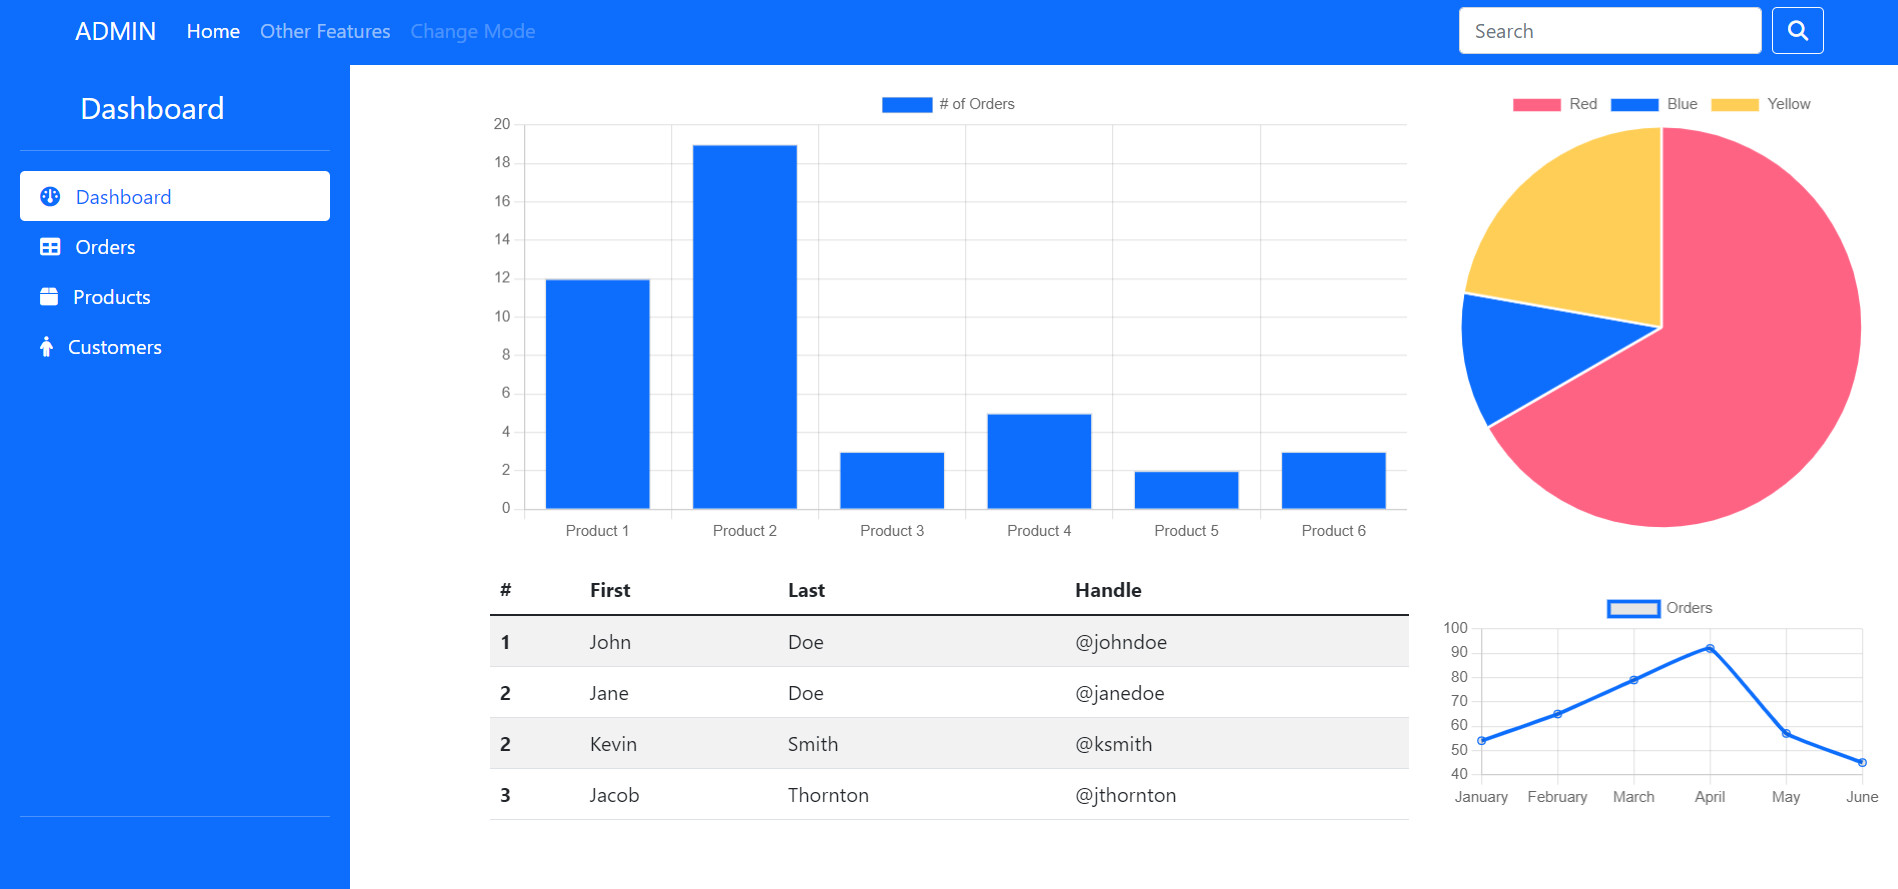 ADMIN Home Other Features Change Mode Search
Dashboard
Dashboard
Orders
Products
Customers
# of Orders
20
18
16
14
12
10
8
6
4
2
0
Product 1 Product 2 Product 3 Product 4 Product 5 Product 6
Red Blue Yellow
# First Last Handle
1 John Doe @johndoe
2 Jane Doe @janedoe
2 Kevin Smith @ksmith
3 Jacob Thornton @jthornton
Orders
100
90
80
70
60
50
40
January February March April May June